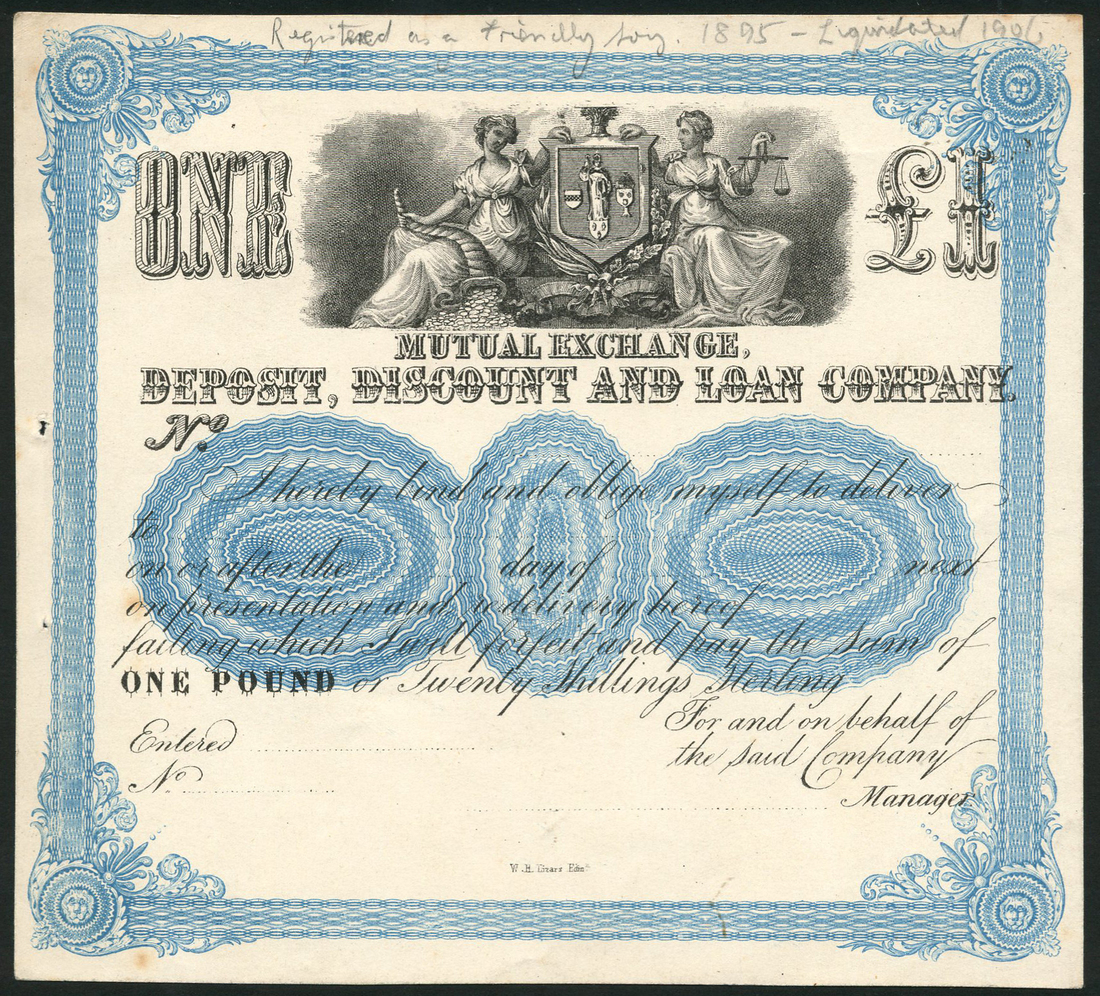 Registered as a Friendly Soy. 1895 – Liquidated 1906
ONE £1
MUTUAL EXCHANGE,
DEPOSIT, DISCOUNT AND LOAN COMPANY.
No.
I hereby bind and oblige myself to deliver
to
on or after the day of next
on presentation and redelivery hereof
failing which I will forfeit and pay the Sum of
ONE POUND or Twenty Shillings Sterling
For and on behalf of
Entered the said Company
No
Manager
W.H. Lizars Edinr